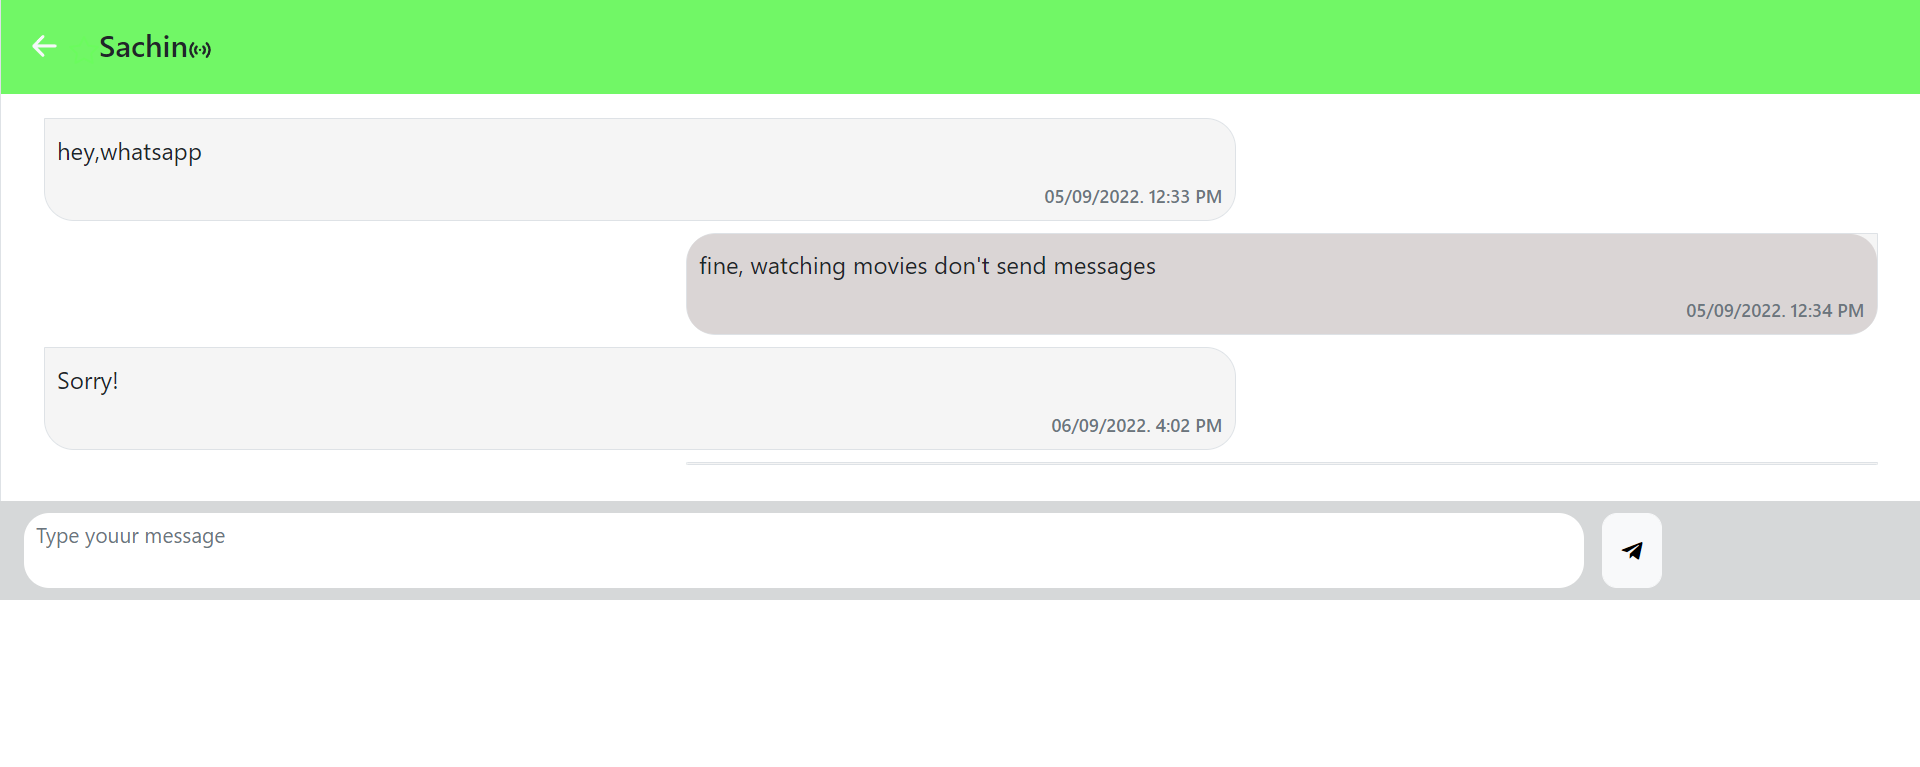 Sachin
hey,whatsapp
05/09/2022. 12:33 PM
fine, watching movies don't send messages
05/09/2022. 12:34 PM
Sorry!
06/09/2022. 4:02 PM
Type youur message